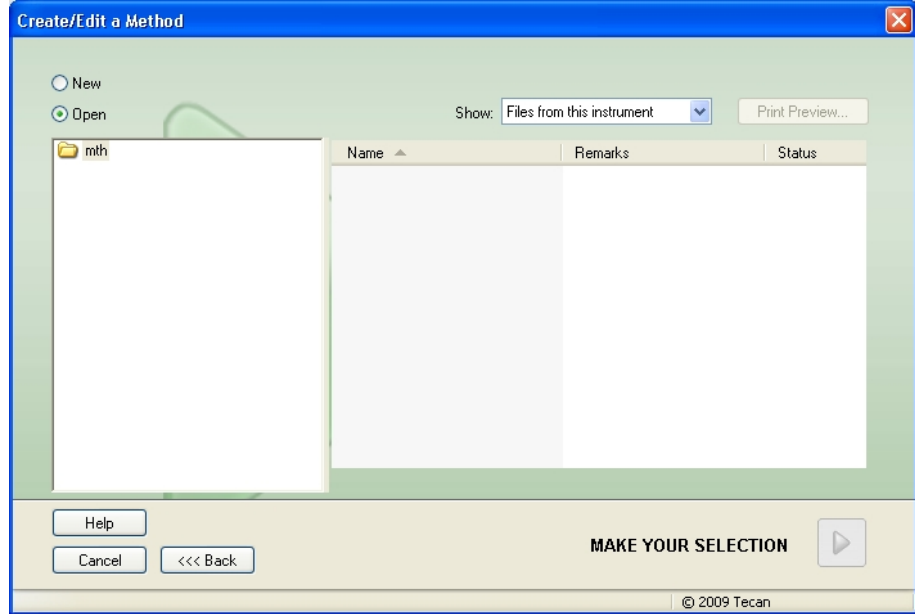 Create/Edit a Method
New
Open
Show: Files from this instrument Print Preview...
mth
Name Remarks Status
Help
Cancel <<< Back
MAKE YOUR SELECTION
© 2009 Tecan